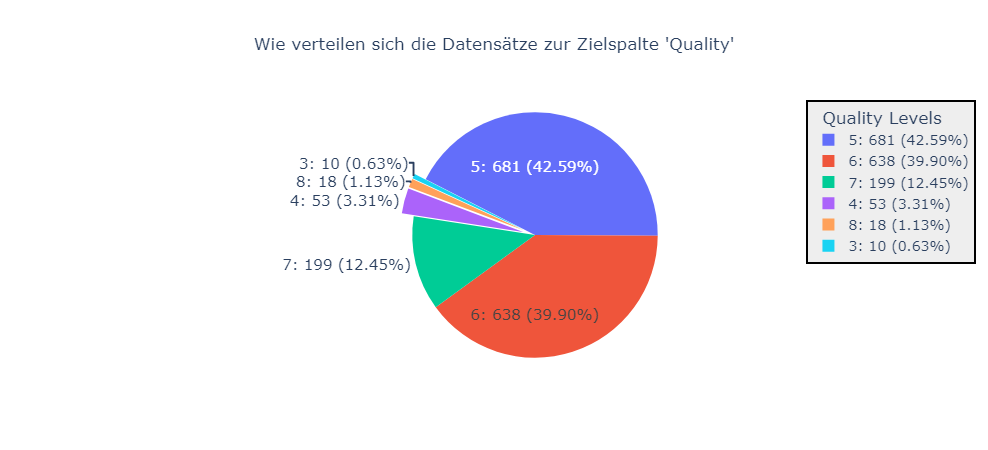 Wie verteilen sich die Datensätze zur Zielspalte 'Quality'
5: 681 (42.59%)
3: 10 (0.63%)
8: 18 (1.13%)
4: 53 (3.31%)
7: 199 (12.45%)
6: 638 (39.90%)
Quality Levels
5: 681 (42.59%)
6: 638 (39.90%)
7: 199 (12.45%)
4: 53 (3.31%)
8: 18 (1.13%)
3: 10 (0.63%)